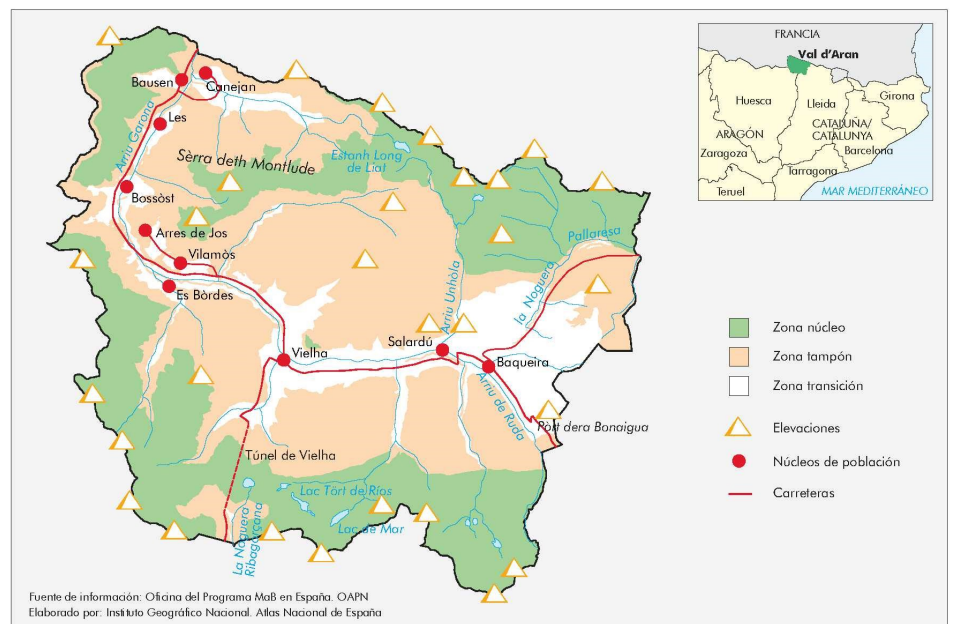 FRANCIA
Val d'Aran
Huesca
Lleida
Girona
ARAGÓN
CATALUÑA/
CATALUNYA
Zaragoza
Barcelona
Tarragona
Teruel
MAR MEDITERRÁNEO
Bausen
Canejan
Les
Arriu Garona
Sèrra deth Montlude
Estanh Long
de Liat
Bossòst
Arres de Jos
Vilamòs
Es Bòrdes
Pallaresa
la Noguera
Arriu Unhòla
Vielha
Salardú
Baqueira
Arriu de Ruda
Pòrt dera Bonaigua
Túnel de Vielha
Lac Tòrt de Ríos
Lac de Mar
La Noguera
Ribagorçana
Zona núcleo
Zona tampón
Zona transición
Elevaciones
Núcleos de población
Carreteras
Fuente de información: Oficina del Programa MaB en España. OAPN
Elaborado por: Instituto Geográfico Nacional. Atlas Nacional de España